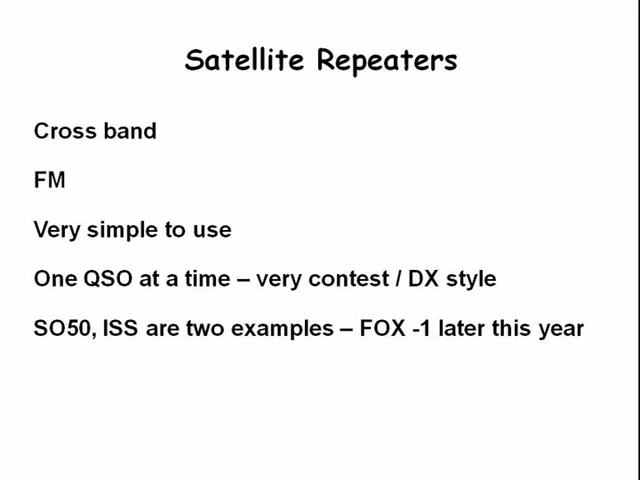 Satellite Repeaters
Cross band
FM
Very simple to use
One QSO at a time – very contest / DX style
SO50, ISS are two examples – FOX -1 later this year